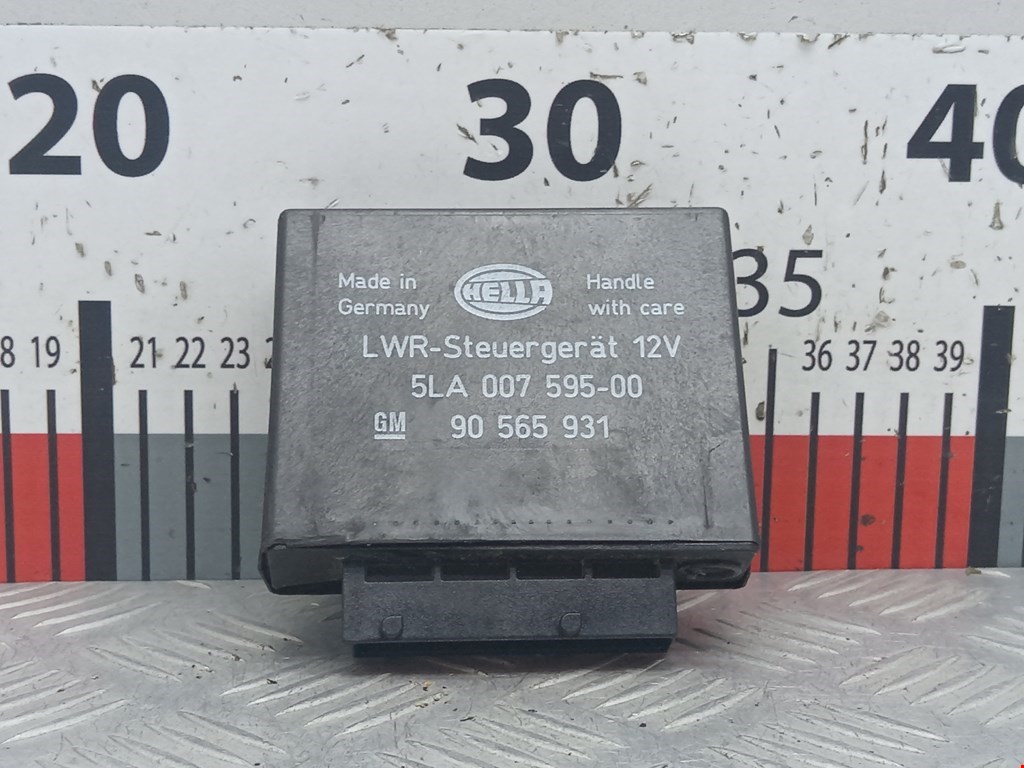 20 30 40
Made in HELLA Handle
Germany with care
35
LWR-Steuergerät 12V
8 19 21 22 23 36 37 38 39
5LA 007 595-00
GM 90 565 931